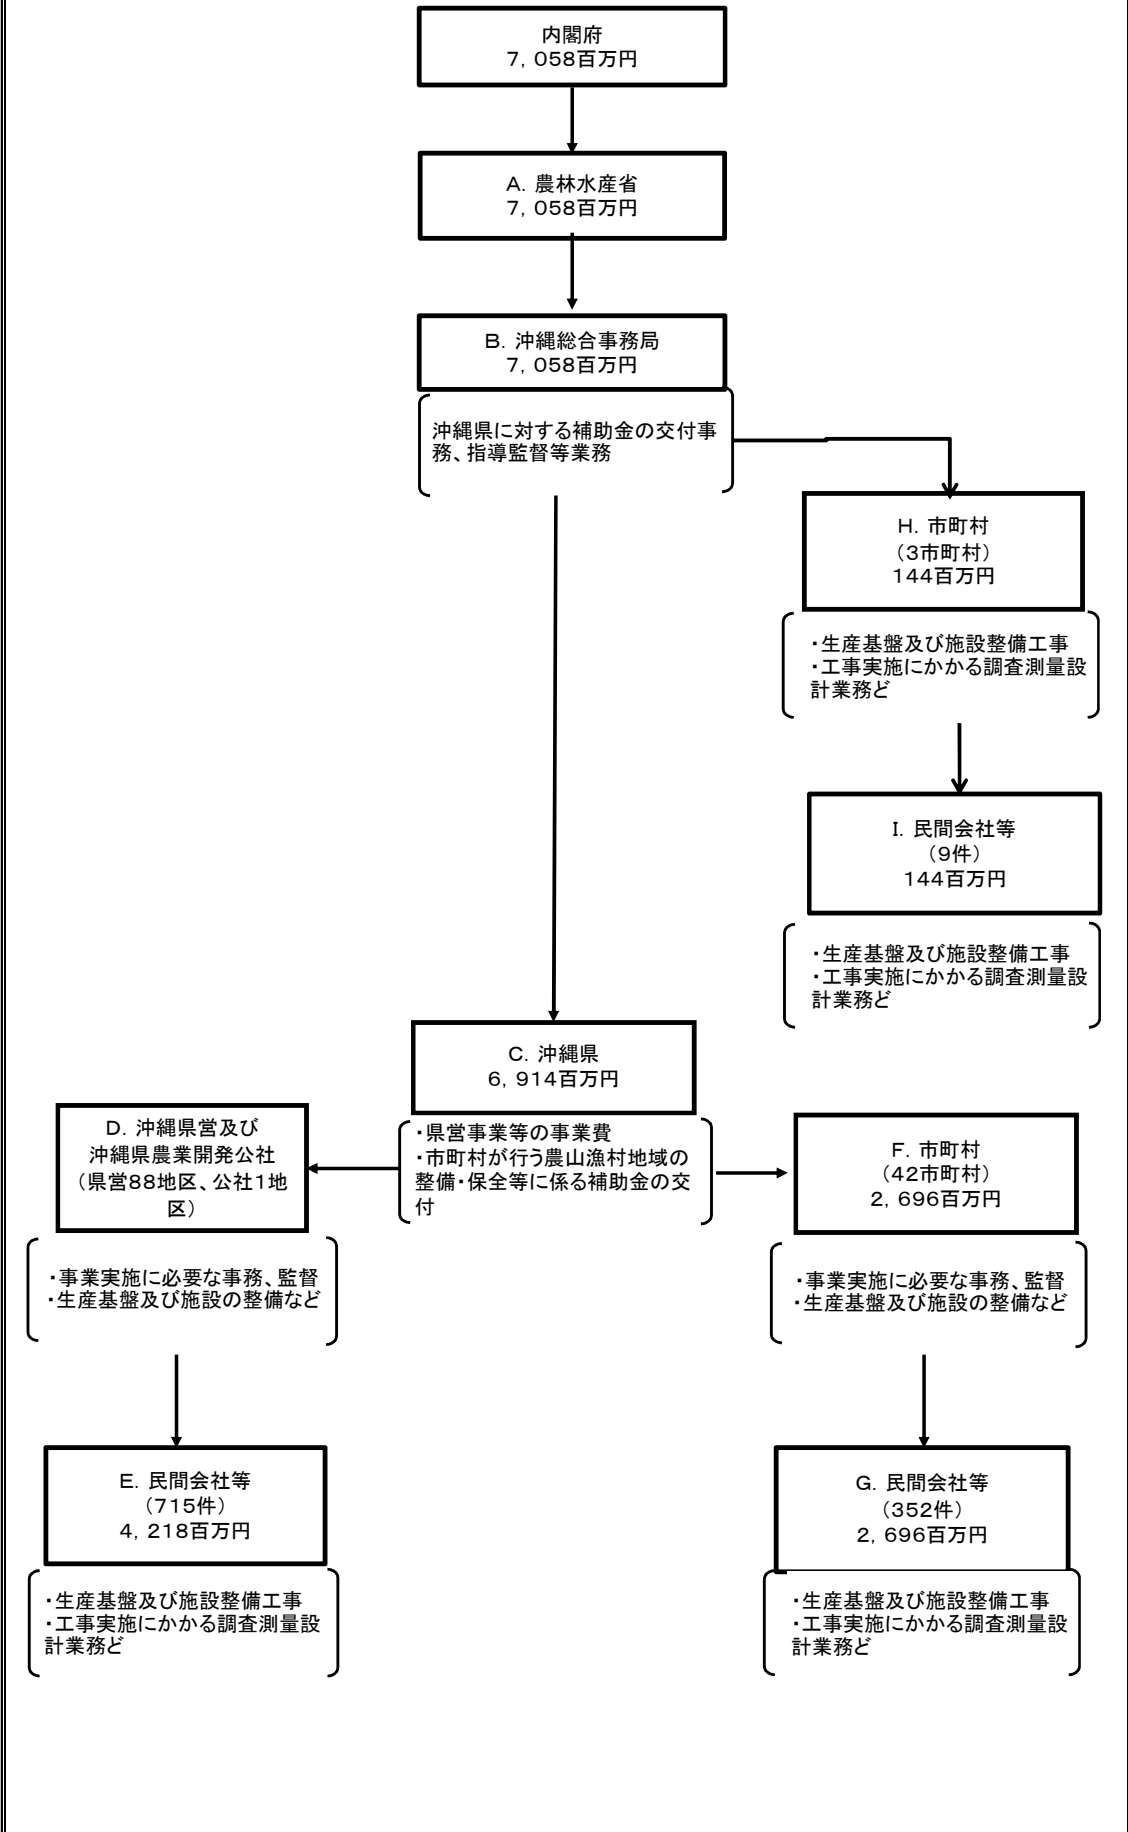 内閣府
7，058百万円
A．農林水産省
7，058百万円
B．沖縄総合事務局
7，058百万円
沖縄県に対する補助金の交付事
務、指導監督等業務
H．市町村
（3市町村）
144百万円
・生産基盤及び施設整備工事
・工事実施にかかる調査測量設
計業務ど
I．民間会社等
（9件）
144百万円
・生産基盤及び施設整備工事
・工事実施にかかる調査測量設
計業務ど
C．沖縄県
6，914百万円
・県営事業等の事業費
・市町村が行う農山漁村地域の
整備・保全等に係る補助金の交
付
D．沖縄県営及び
沖縄県農業開発公社
（県営88地区、公社1地
区）
・事業実施に必要な事務、監督
・生産基盤及び施設の整備など
F．市町村
（42市町村）
2，696百万円
・事業実施に必要な事務、監督
・生産基盤及び施設の整備など
E．民間会社等
（715件）
4，218百万円
・生産基盤及び施設整備工事
・工事実施にかかる調査測量設
計業務ど
G．民間会社等
（352件）
2，696百万円
・生産基盤及び施設整備工事
・工事実施にかかる調査測量設
計業務ど